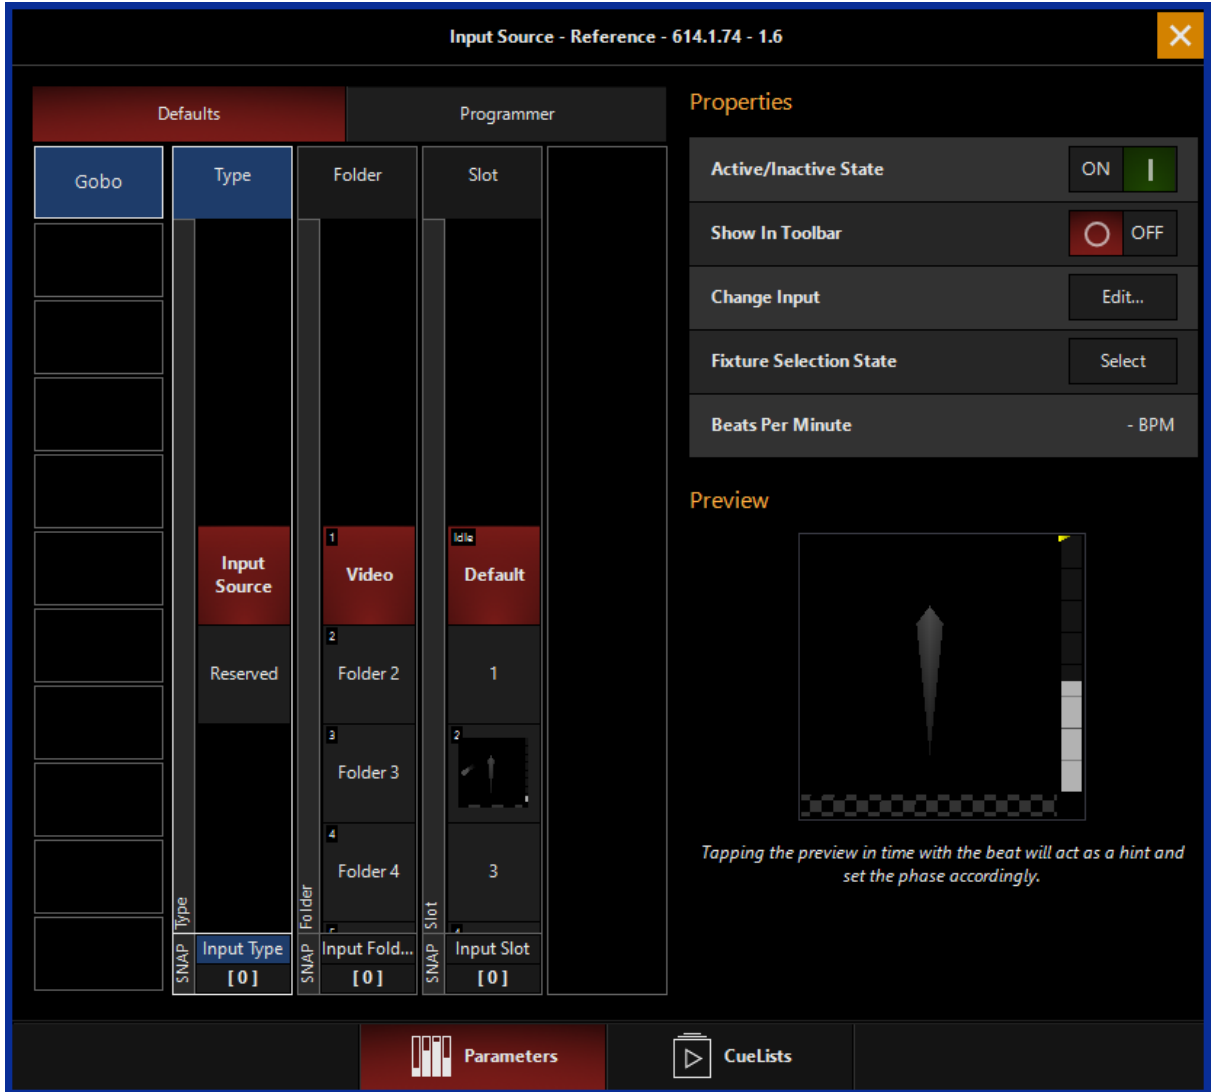 Input Source - Reference - 614.1.74 - 1.6
Defaults
Programmer
Gobo
Type
Folder
Slot
Input
Source
Reserved
Type
SNAP
Input Type
[ 0 ]
1
Video
2
Folder 2
3
Folder 3
4
Folder 4
Folder
SNAP
Input Fold...
[ 0 ]
Idle
Default
1
2
3
4
Slot
SNAP
Input Slot
[ 0 ]
Properties
Active/Inactive State
ON
Show In Toolbar
OFF
Change Input
Edit...
Fixture Selection State
Select
Beats Per Minute
- BPM
Preview
Tapping the preview in time with the beat will act as a hint and
set the phase accordingly.
Parameters
CueLists